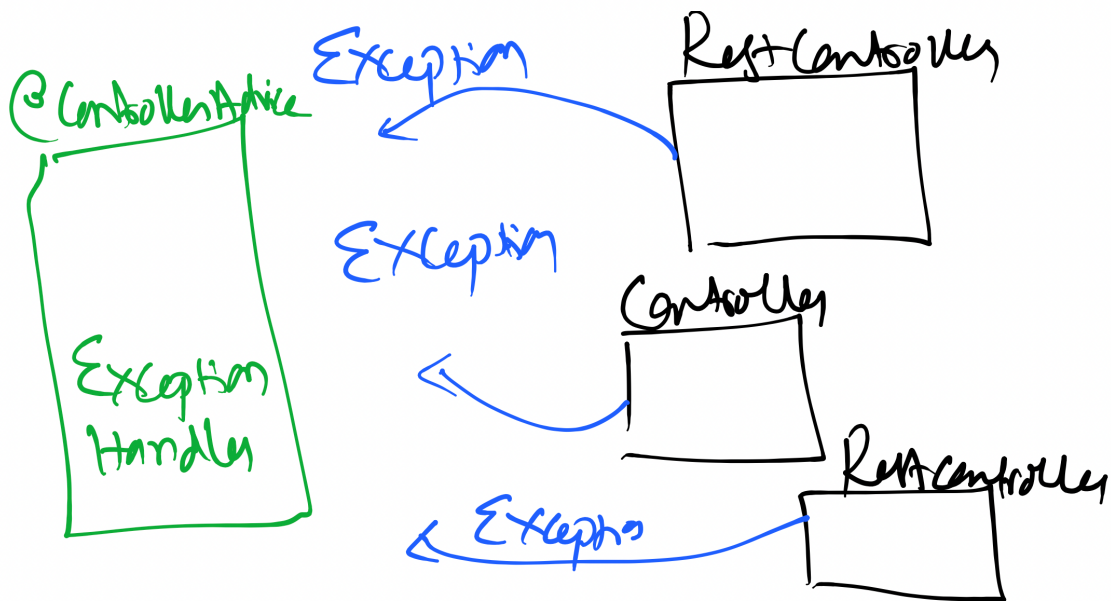 Exception
RestController
@ControllerAdvice
Exception
Controller
Exception
Handler
RestController
Exception